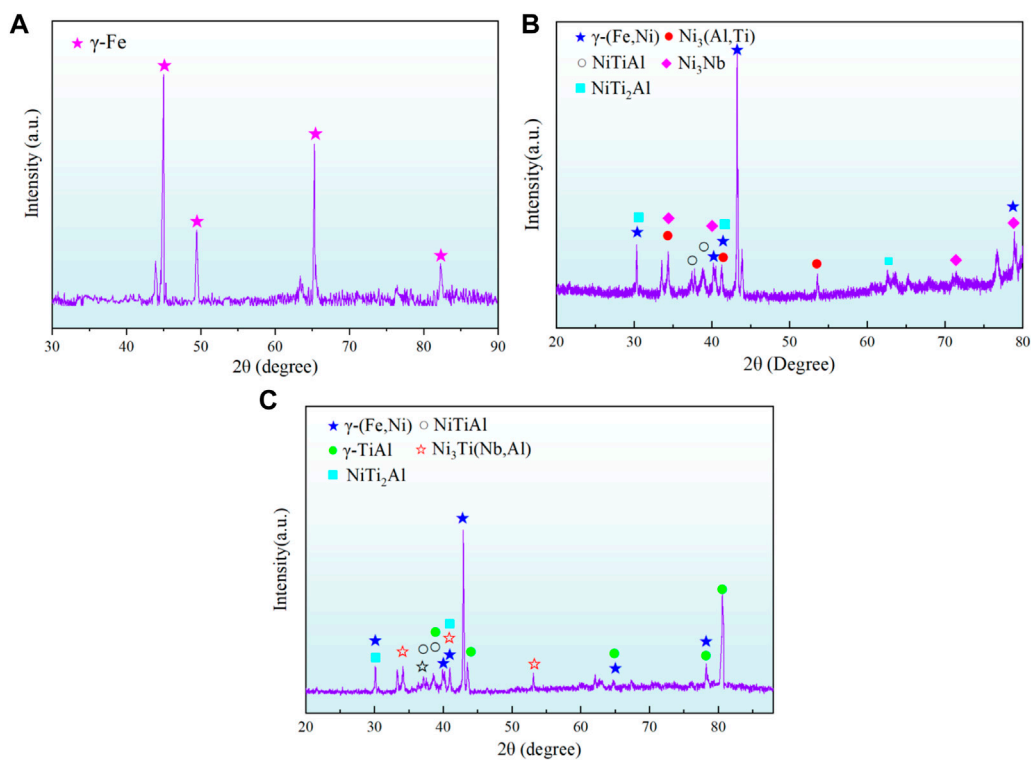 A
γ-Fe
Intensity (a.u.)
30 40 50 60 70 80 90
2θ (degree)
B
γ-(Fe,Ni) Ni₃(Al,Ti)
NiTiAl Ni₃Nb
NiTi₂Al
Intensity(a.u.)
20 30 40 50 60 70 80
2θ (Degree)
C
γ-(Fe,Ni) NiTiAl
γ-TiAl Ni₃Ti(Nb,Al)
NiTi₂Al
Intensity(a.u.)
20 30 40 50 60 70 80
2θ (degree)